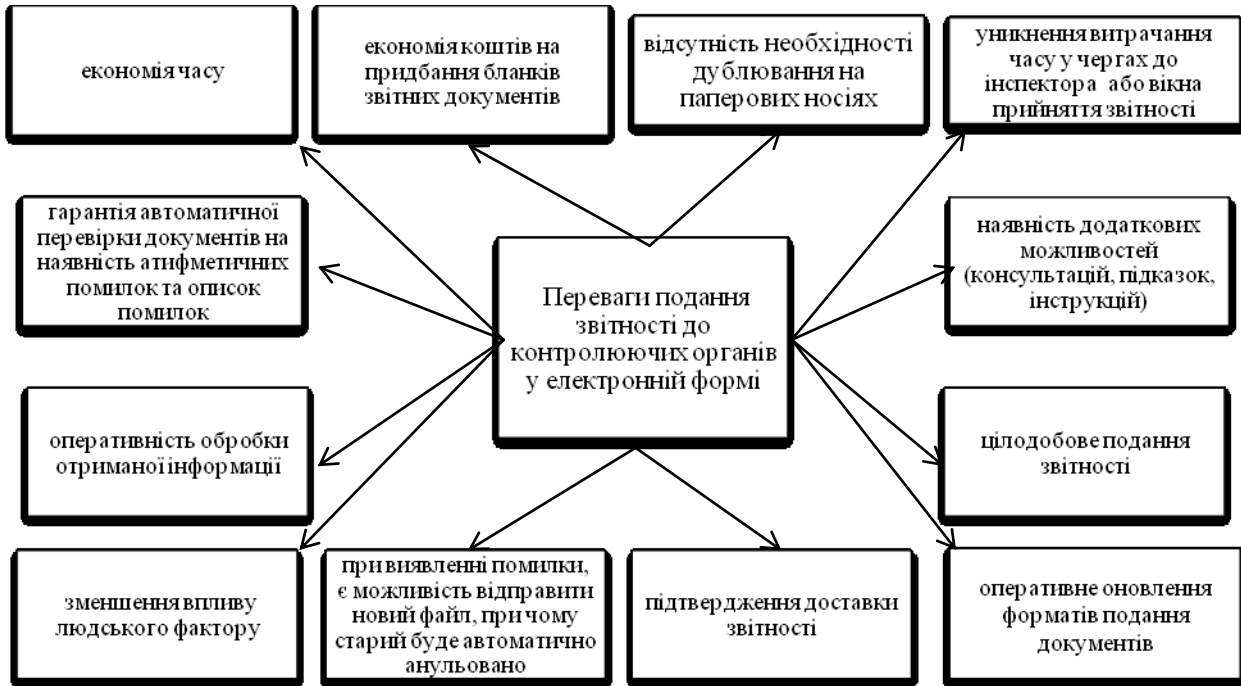 економія часу
економія коштів на
придбання бланків
звітних документів
відсутність необхідності
дублювання на
паперових носіях
уникнення витрачання
часу у чергах до
інспектора або вікна
прийняття звітності
гарантія автоматичної
перевірки документів на
наявність атифметичних
помилок та описок
помилок
Переваги подання
звітності до
контролюючих органів
у електронній формі
наявність додаткових
можливостей
(консультацій, підказок,
інструкцій)
оперативність обробки
отриманої інформації
цілодобове подання
звітності
зменшення впливу
людського фактору
при виявленні помилки,
є можливість відправити
новий файл, при чому
старий буде автоматично
анульовано
підтвердження доставки
звітності
оперативне оновлення
форматів подання
документів